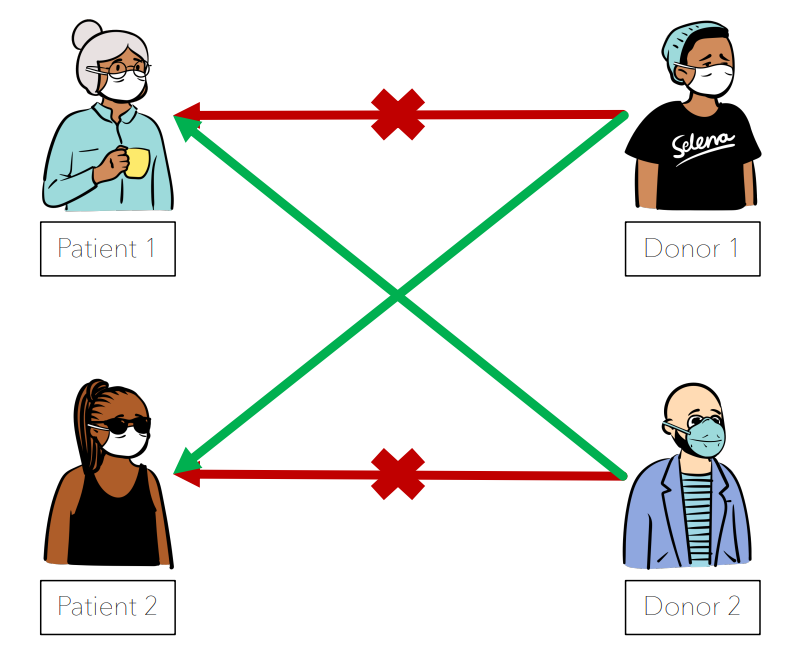 Selena
Patient 1
Donor 1
Patient 2
Donor 2